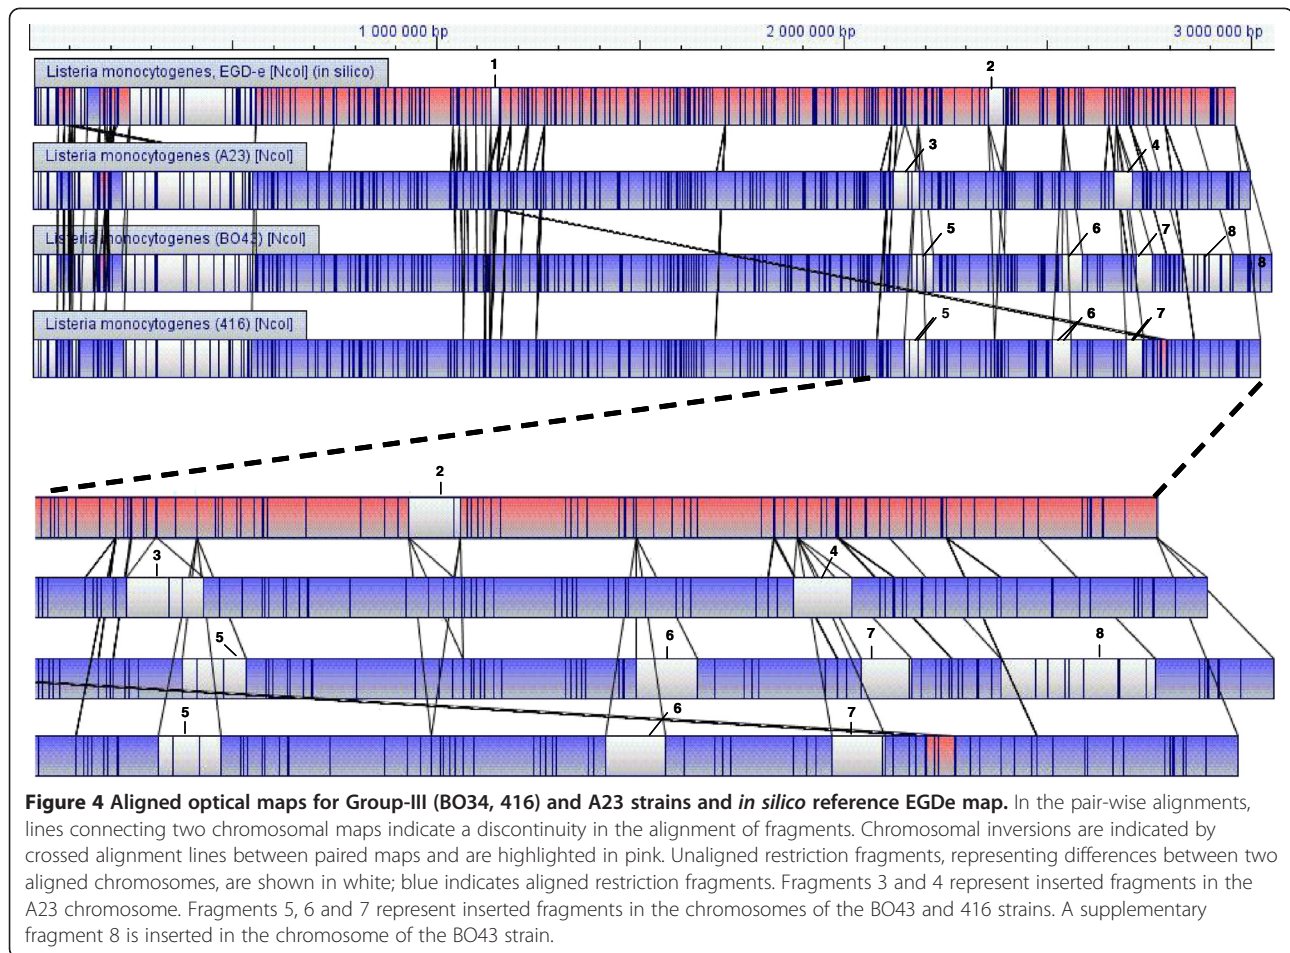 1 000 000 bp 2 000 000 bp 3 000 000 bp
Listeria monocytogenes, EGD-e [NcoI] (in silico)
1 2
Listeria monocytogenes (A23) [NcoI]
3 4
Listeria monocytogenes (BO43) [NcoI]
5 6 7 8
8
Listeria monocytogenes (416) [NcoI]
5 6 7
2
3 4
5 6 7 8
5 6 7
Figure 4 Aligned optical maps for Group-III (BO34, 416) and A23 strains and in silico reference EGDe map. In the pair-wise alignments,
lines connecting two chromosomal maps indicate a discontinuity in the alignment of fragments. Chromosomal inversions are indicated by
crossed alignment lines between paired maps and are highlighted in pink. Unaligned restriction fragments, representing differences between two
aligned chromosomes, are shown in white; blue indicates aligned restriction fragments. Fragments 3 and 4 represent inserted fragments in the
A23 chromosome. Fragments 5, 6 and 7 represent inserted fragments in the chromosomes of the BO43 and 416 strains. A supplementary
fragment 8 is inserted in the chromosome of the BO43 strain.